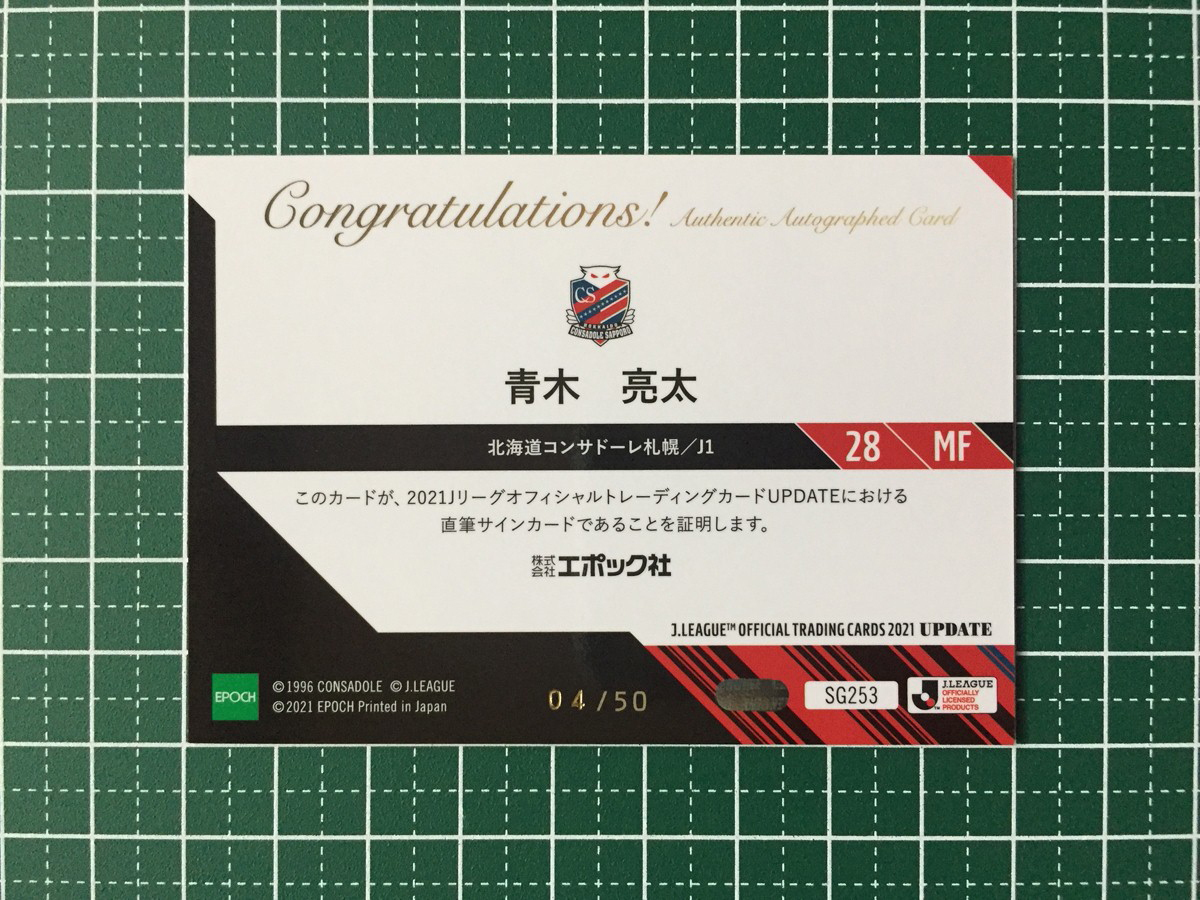 Congratulations! Authentic Autographed Card
CS
HOKKAIDO
CONSADOLE SAPPORO
青木　亮太
北海道コンサドーレ札幌／J1 28 MF
このカードが、2021JリーグオフィシャルトレーディングカードUPDATEにおける
直筆サインカードであることを証明します。
株式会社エポック社
J.LEAGUE™ OFFICIAL TRADING CARDS 2021 UPDATE
EPOCH
©1996 CONSADOLE ©J.LEAGUE
©2021 EPOCH Printed in Japan
04/50
SG253
J.LEAGUE
OFFICIALLY
LICENSED
PRODUCTS